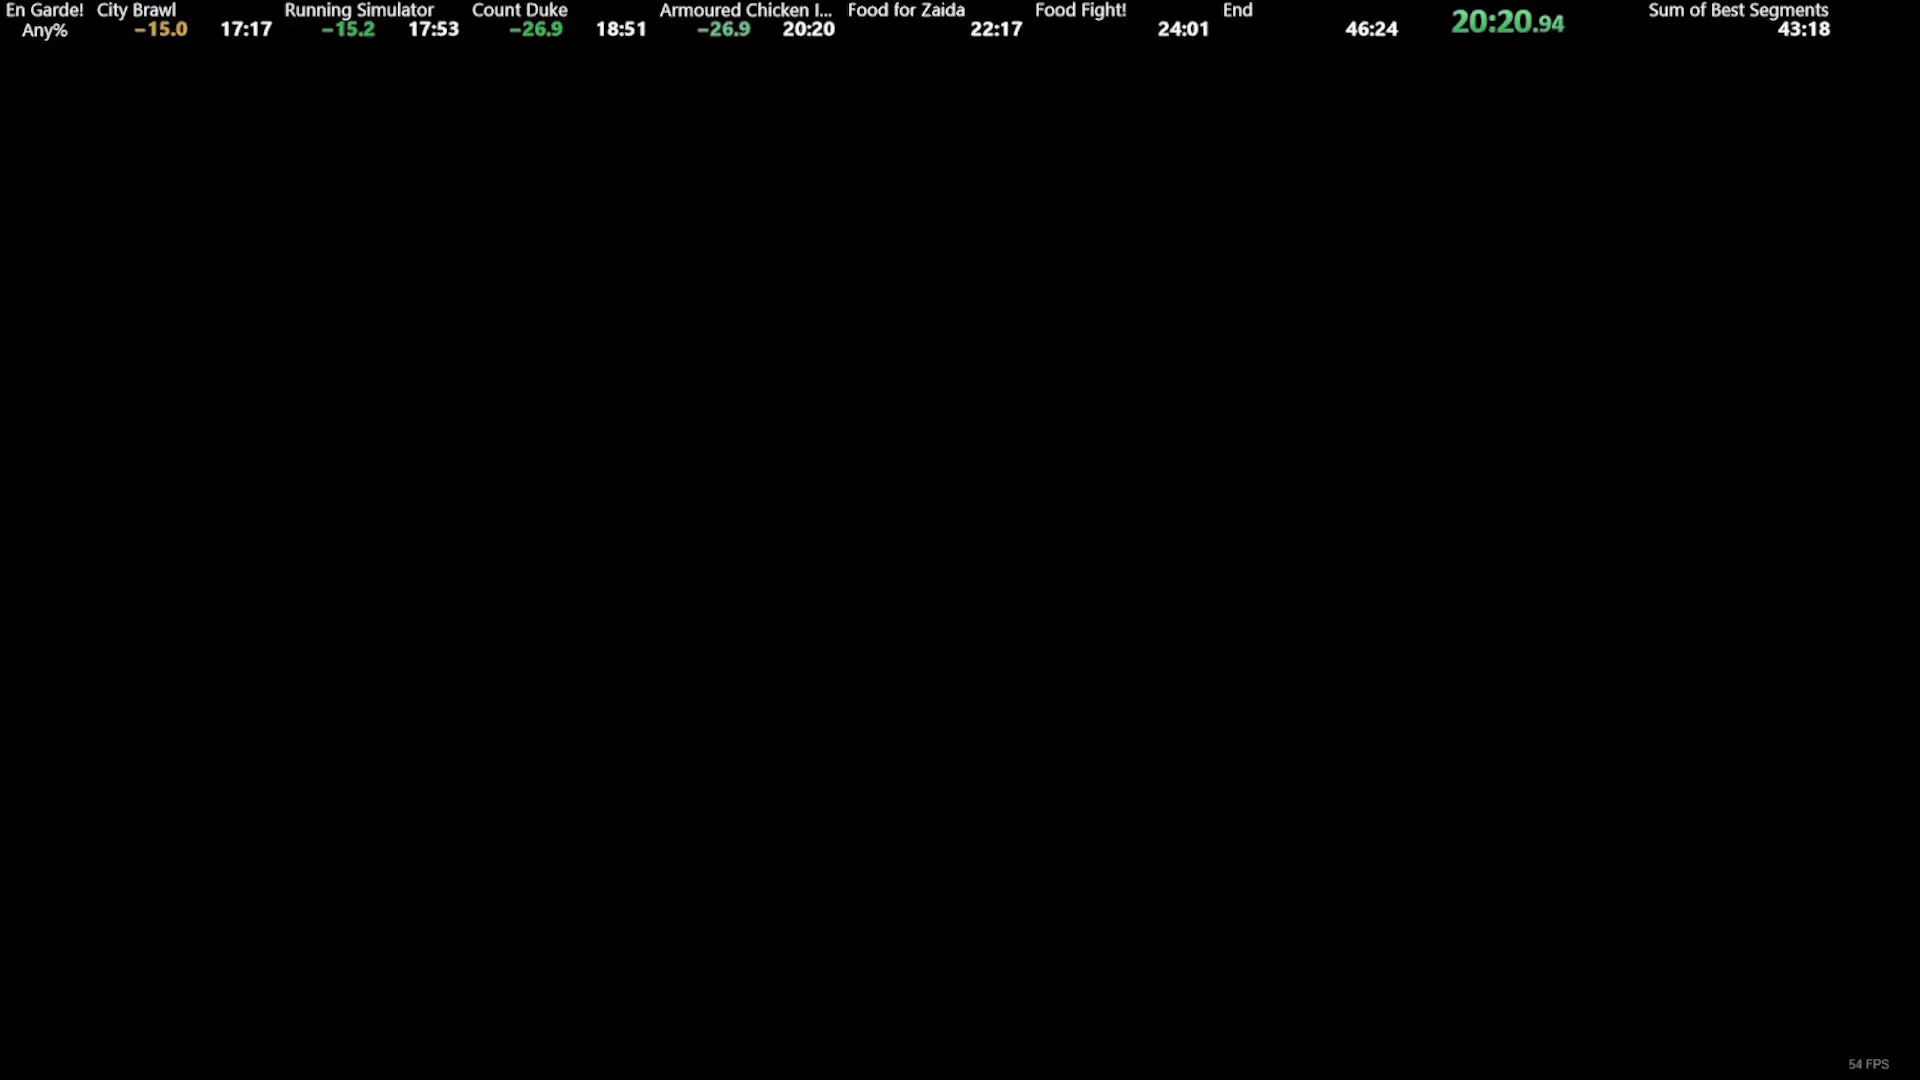 En Garde!
Any%
City Brawl
−15.0 17:17
Running Simulator
−15.2 17:53
Count Duke
−26.9 18:51
Armoured Chicken I...
−26.9 20:20
Food for Zaida
22:17
Food Fight!
24:01
End
46:24
20:20.94
Sum of Best Segments
43:18
54 FPS